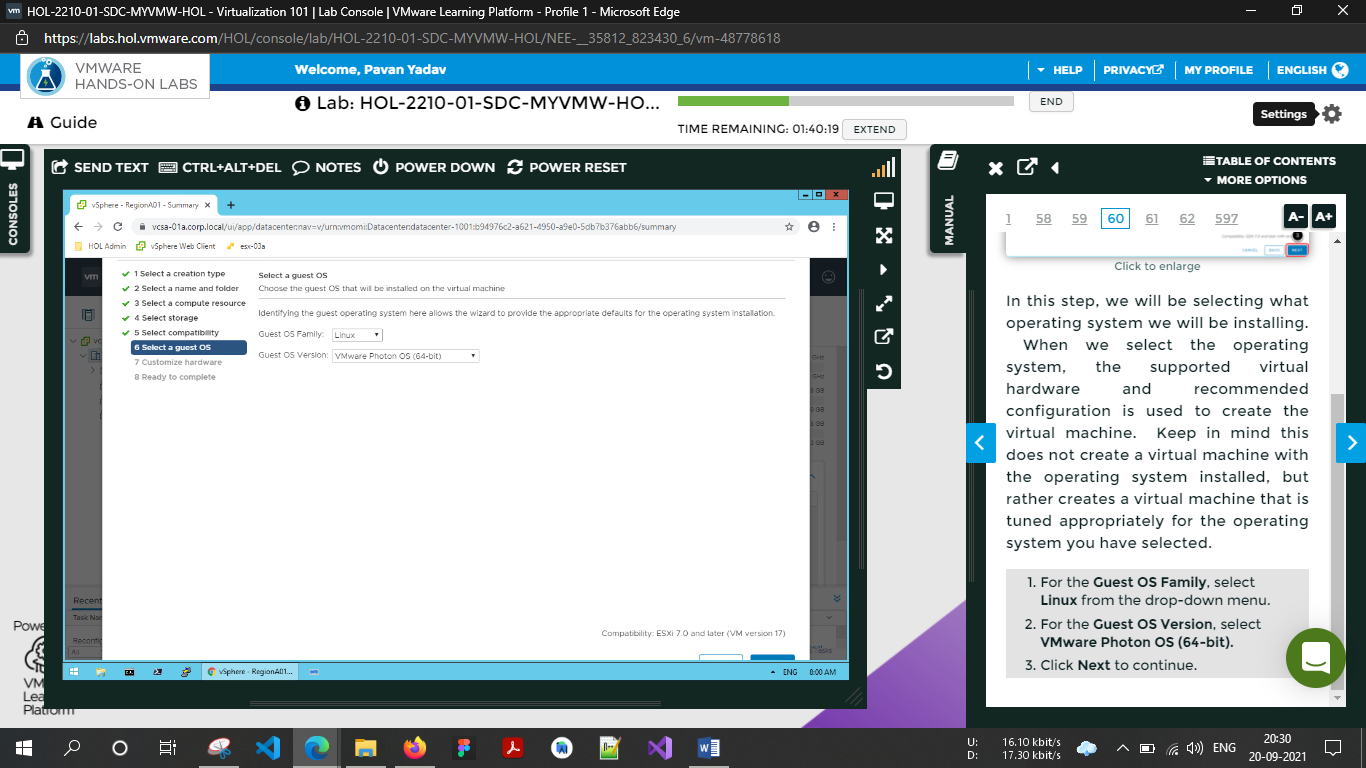 HOL-2210-01-SDC-MYVMW-HOL - Virtualization 101 | Lab Console | VMware Learning Platform - Profile 1 - Microsoft Edge
https://labs.hol.vmware.com/HOL/console/lab/HOL-2210-01-SDC-MYVMW-HOL/NEE-__35812_823430_6/vm-48778618
VMWARE
HANDS-ON LABS
Welcome, Pavan Yadav
HELP
PRIVACY
MY PROFILE
ENGLISH
Guide
Lab: HOL-2210-01-SDC-MYVMW-HO...
TIME REMAINING: 01:40:19
EXTEND
END
Settings
CONSOLES
SEND TEXT
CTRL+ALT+DEL
NOTES
POWER DOWN
POWER RESET
vSphere - RegionA01 - Summary
vcsa-01a.corp.local/ui/app/datacenter;nav=v/urn:vmomi:Datacenter:datacenter-1001:b94976c2-a621-4950-a9e0-5db7b376abb6/summary
HOL Admin
vSphere Web Client
esx-03a
vm
1 Select a creation type
2 Select a name and folder
3 Select a compute resource
4 Select storage
5 Select compatibility
6 Select a guest OS
7 Customize hardware
8 Ready to complete
Select a guest OS
Choose the guest OS that will be installed on the virtual machine
Identifying the guest operating system here allows the wizard to provide the appropriate defaults for the operating system installation.
Guest OS Family: Linux
Guest OS Version: VMware Photon OS (64-bit)
Compatibility: ESXi 7.0 and later (VM version 17)
Recent
Task Na
Reconfig
All
vSphere - RegionA01...
ENG
8:00 AM
MANUAL
TABLE OF CONTENTS
MORE OPTIONS
1 58 59 60 61 62 597
A- A+
Click to enlarge
In this step, we will be selecting what
operating system we will be installing.
When we select the operating
system, the supported virtual
hardware and recommended
configuration is used to create the
virtual machine. Keep in mind this
does not create a virtual machine with
the operating system installed, but
rather creates a virtual machine that is
tuned appropriately for the operating
system you have selected.
1. For the Guest OS Family, select
Linux from the drop-down menu.
2. For the Guest OS Version, select
VMware Photon OS (64-bit).
3. Click Next to continue.
Powe
VM
Lea
Platform
U: 16.10 kbit/s
D: 17.30 kbit/s
ENG
20:30
20-09-2021